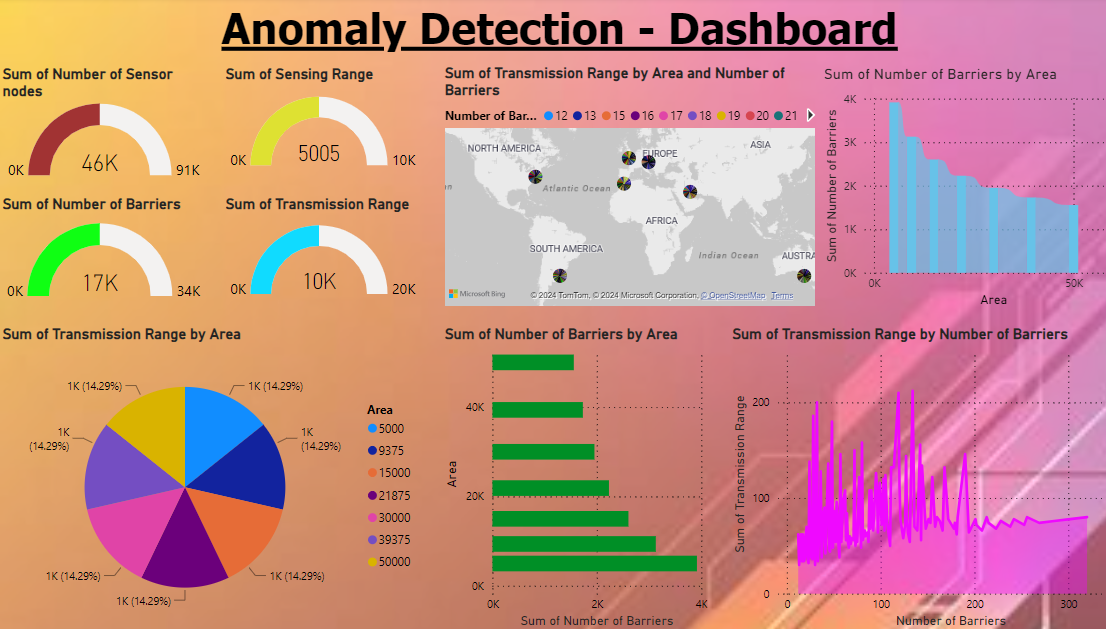 Anomaly Detection - Dashboard
Sum of Number of Sensor
nodes
0K
46K
91K
Sum of Sensing Range
0K
5005
10K
Sum of Number of Barriers
0K
17K
34K
Sum of Transmission Range
0K
10K
20K
Sum of Transmission Range by Area and Number of
Barriers
Number of Bar... 12 13 15 16 17 18 19 20 21
NORTH AMERICA
EUROPE
ASIA
Atlantic Ocean
AFRICA
SOUTH AMERICA
Indian Ocean
AUSTRA
Microsoft Bing
© 2024 TomTom, © 2024 Microsoft Corporation, © OpenStreetMap Terms
Sum of Number of Barriers by Area
Sum of Number of Barriers
4K
3K
2K
1K
0K
0K
50K
Area
Sum of Transmission Range by Area
1K (14.29%)
1K
(14.29%)
1K (14.29%)
1K (14.29%)
1K (14.29%)
1K
(14.29%)
1K (14.29%)
Area
5000
9375
15000
21875
30000
39375
50000
Sum of Number of Barriers by Area
Area
40K
20K
0K
0K
2K
4K
Sum of Number of Barriers
Sum of Transmission Range by Number of Barriers
Sum of Transmission Range
200
100
0
0
100
200
300
Number of Barriers